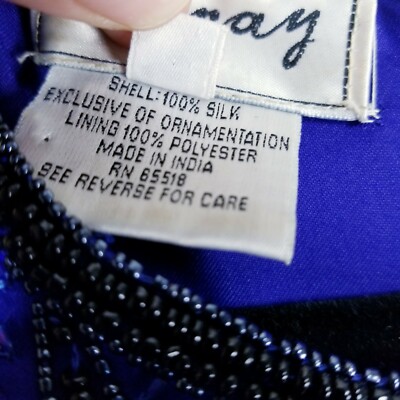 SHELL: 100% SILK
EXCLUSIVE OF ORNAMENTATION
LINING 100% POLYESTER
MADE IN INDIA
RN 65518
SEE REVERSE FOR CARE